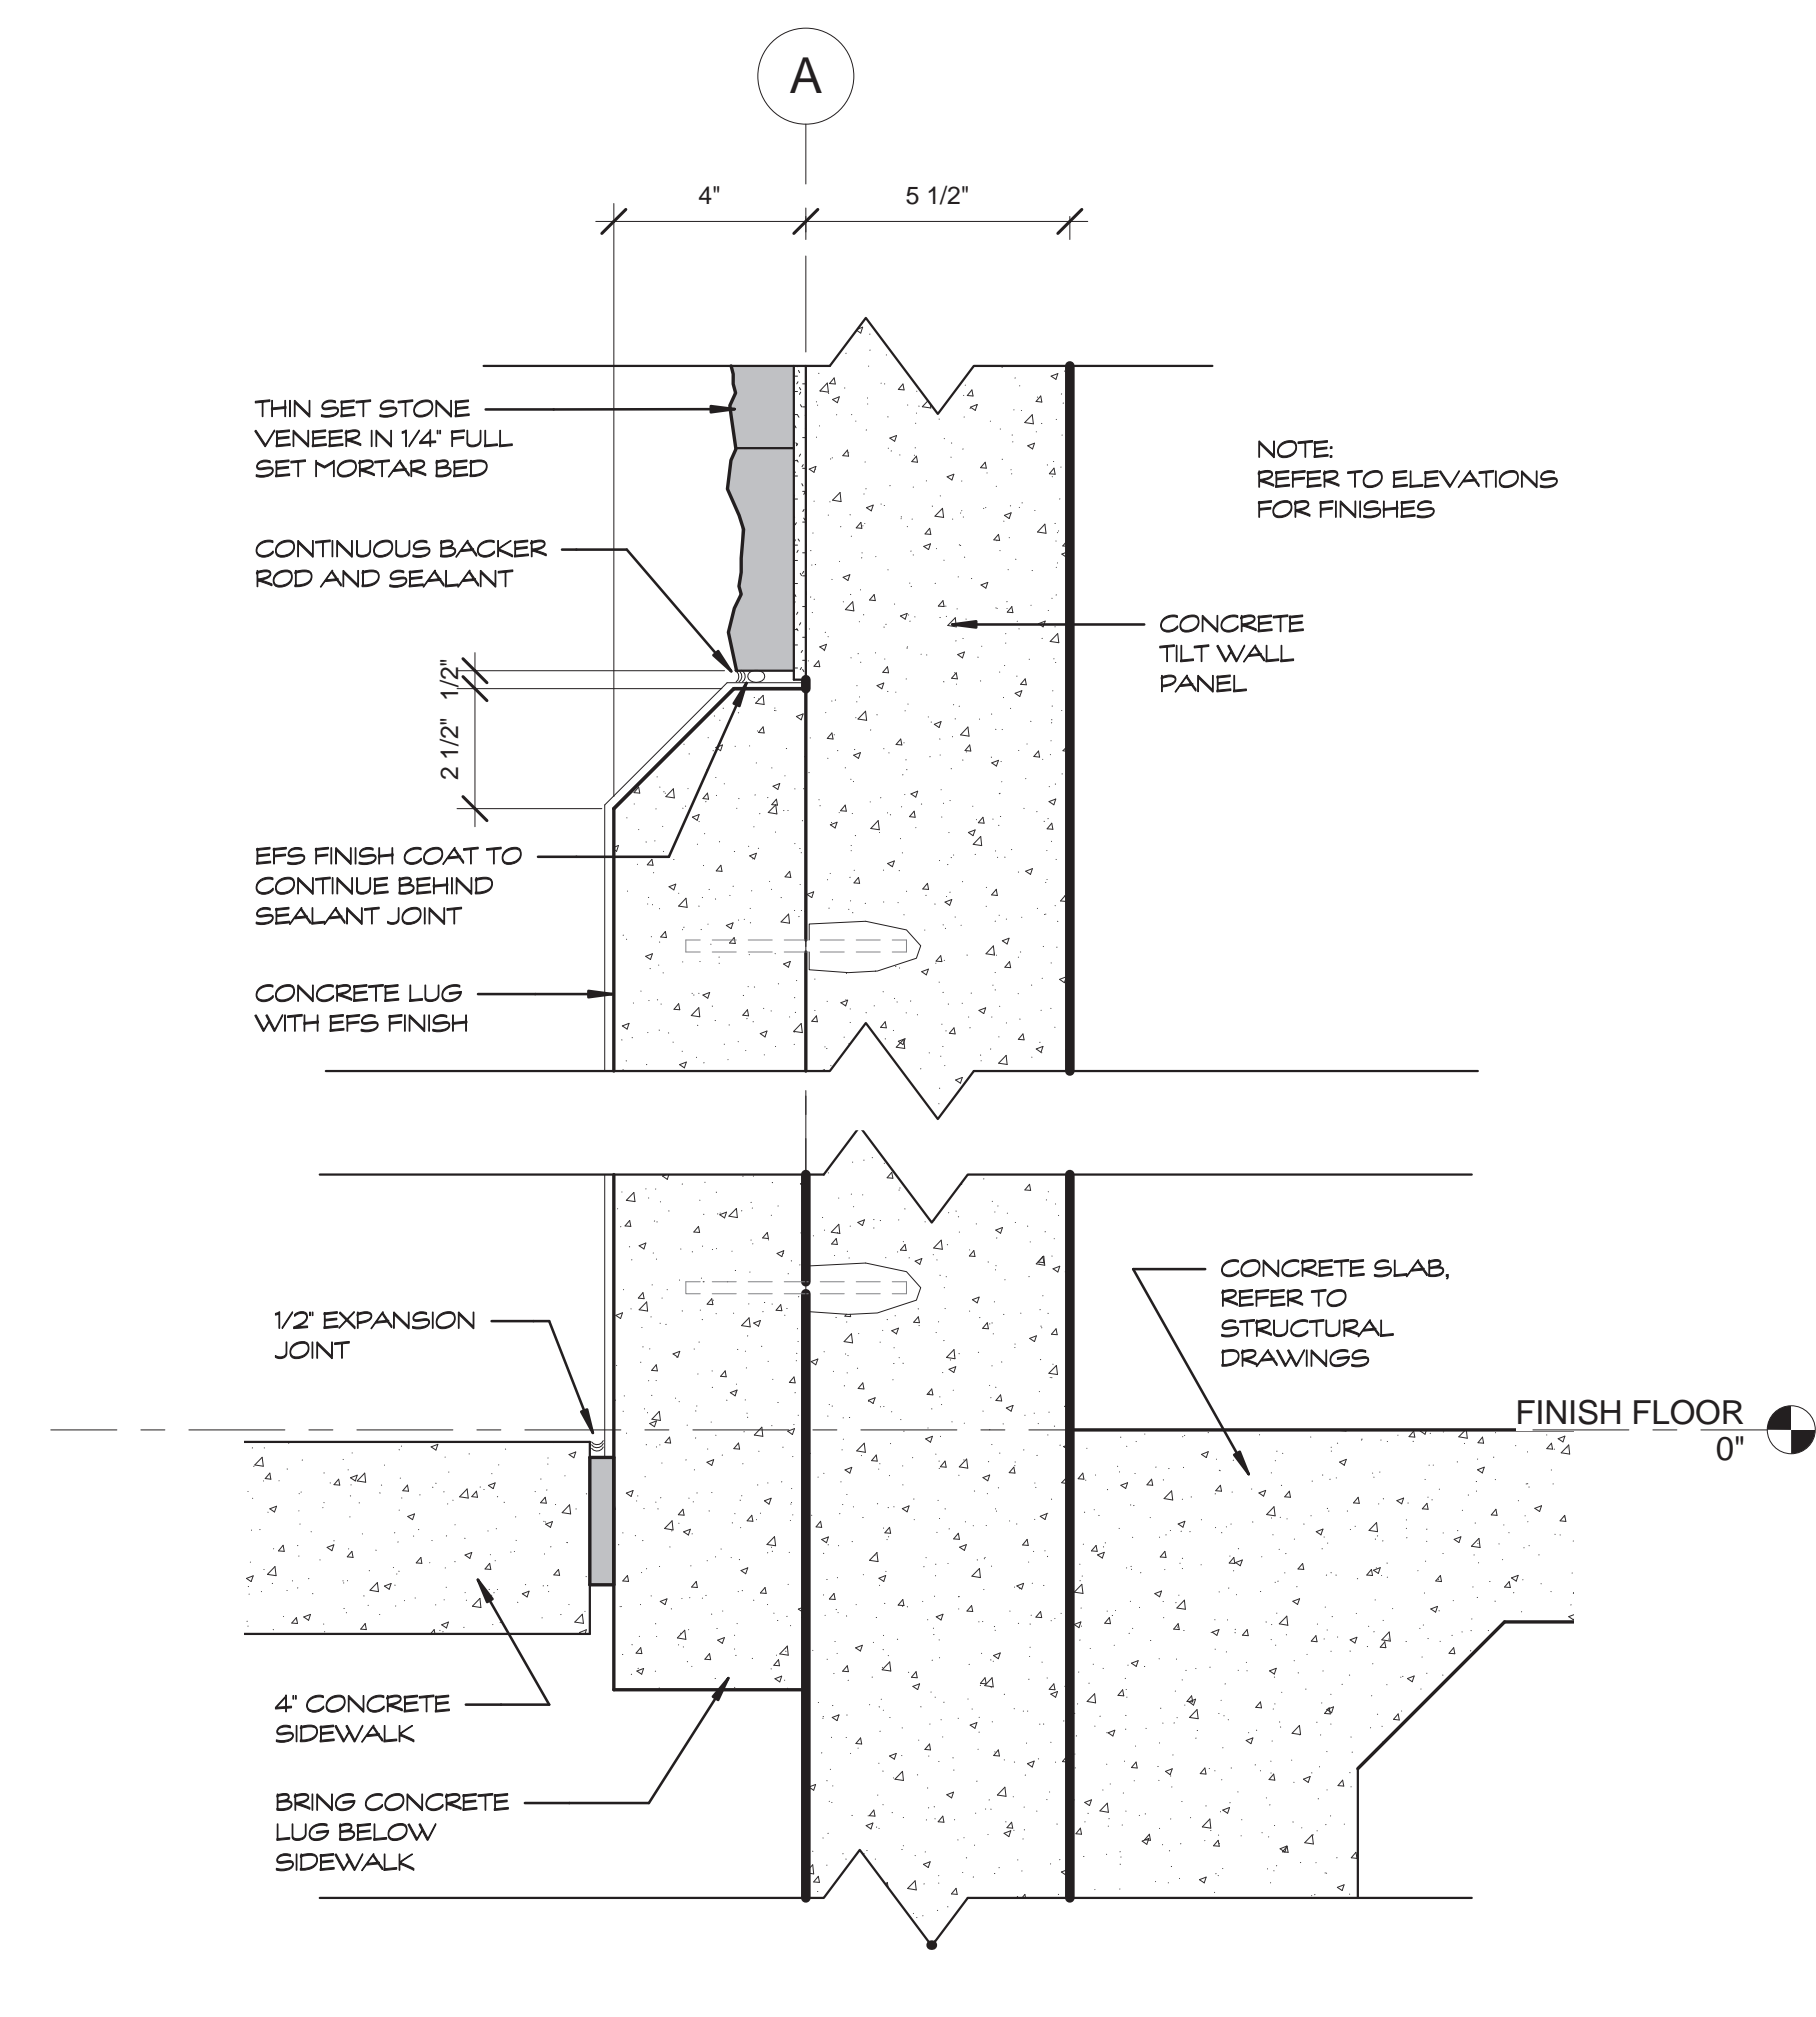 A
4"
5 1/2"
THIN SET STONE
VENEER IN 1/4" FULL
SET MORTAR BED
NOTE:
REFER TO ELEVATIONS
FOR FINISHES
CONTINUOUS BACKER
ROD AND SEALANT
CONCRETE
TILT WALL
PANEL
1/2"
2 1/2"
EFS FINISH COAT TO
CONTINUE BEHIND
SEALANT JOINT
CONCRETE LUG
WITH EFS FINISH
CONCRETE SLAB,
REFER TO
STRUCTURAL
DRAWINGS
1/2" EXPANSION
JOINT
FINISH FLOOR
0"
4" CONCRETE
SIDEWALK
BRING CONCRETE
LUG BELOW
SIDEWALK